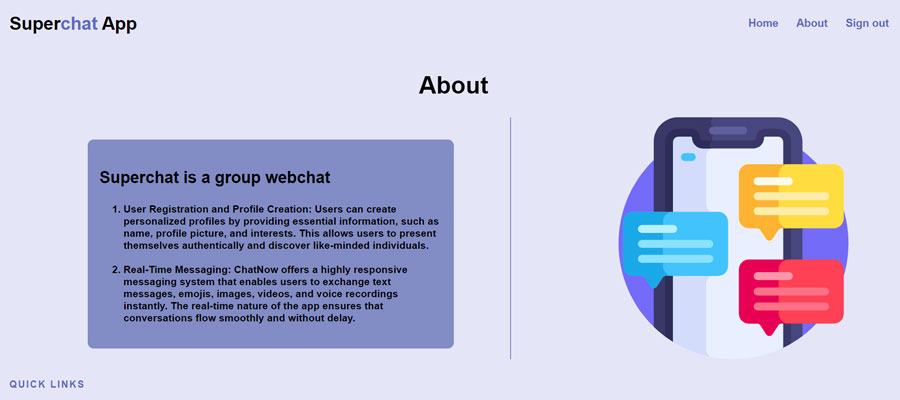 Superchat App
Home About Sign out
About
Superchat is a group webchat
1. User Registration and Profile Creation: Users can create
personalized profiles by providing essential information, such as
name, profile picture, and interests. This allows users to present
themselves authentically and discover like-minded individuals.
2. Real-Time Messaging: ChatNow offers a highly responsive
messaging system that enables users to exchange text
messages, emojis, images, videos, and voice recordings
instantly. The real-time nature of the app ensures that
conversations flow smoothly and without delay.
QUICK LINKS